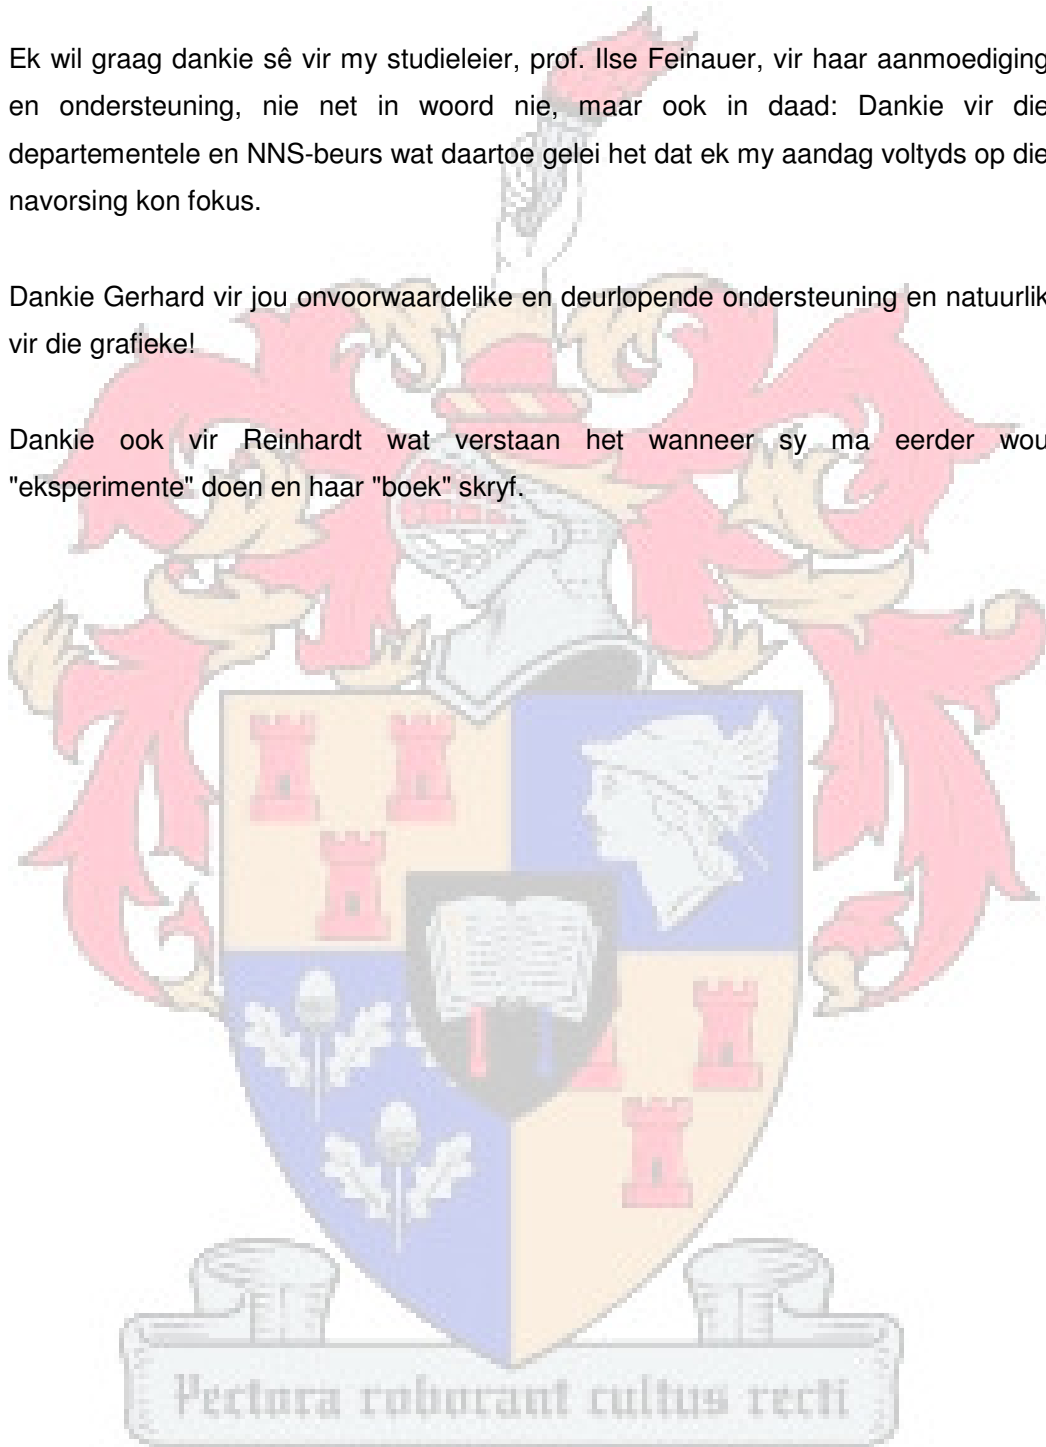 Ek wil graag dankie sê vir my studieleier, prof. Ilse Feinauer, vir haar aanmoediging
en ondersteuning, nie net in woord nie, maar ook in daad: Dankie vir die
departementele en NNS-beurs wat daartoe gelei het dat ek my aandag voltyds op die
navorsing kon fokus.
Dankie Gerhard vir jou onvoorwaardelike en deurlopende ondersteuning en natuurlik
vir die grafieke!
Dankie ook vir Reinhardt wat verstaan het wanneer sy ma eerder wou
"eksperimente" doen en haar "boek" skryf.
Pectora roborant cultus recti